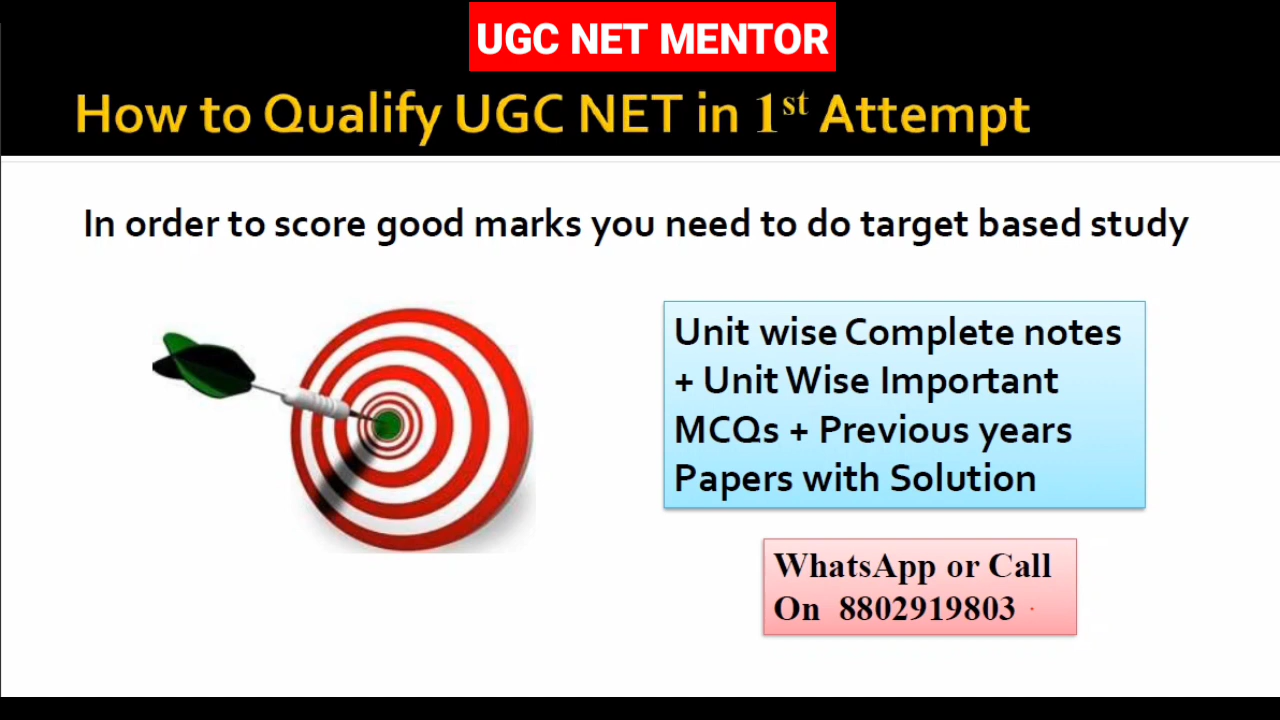 UGC NET MENTOR
How to Qualify UGC NET in 1st Attempt
In order to score good marks you need to do target based study
Unit wise Complete notes
+ Unit Wise Important
MCQs + Previous years
Papers with Solution
WhatsApp or Call
On 8802919803